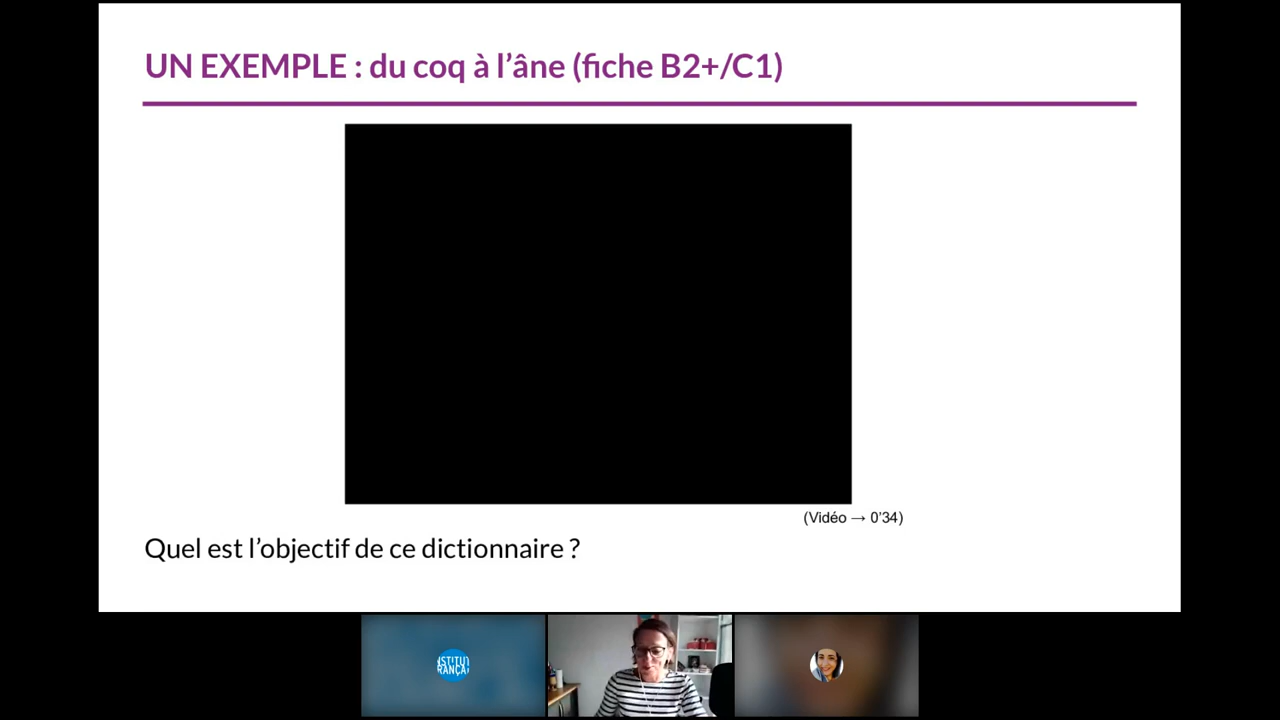 UN EXEMPLE : du coq à l’âne (fiche B2+/C1)
(Vidéo → 0’34)
Quel est l’objectif de ce dictionnaire ?